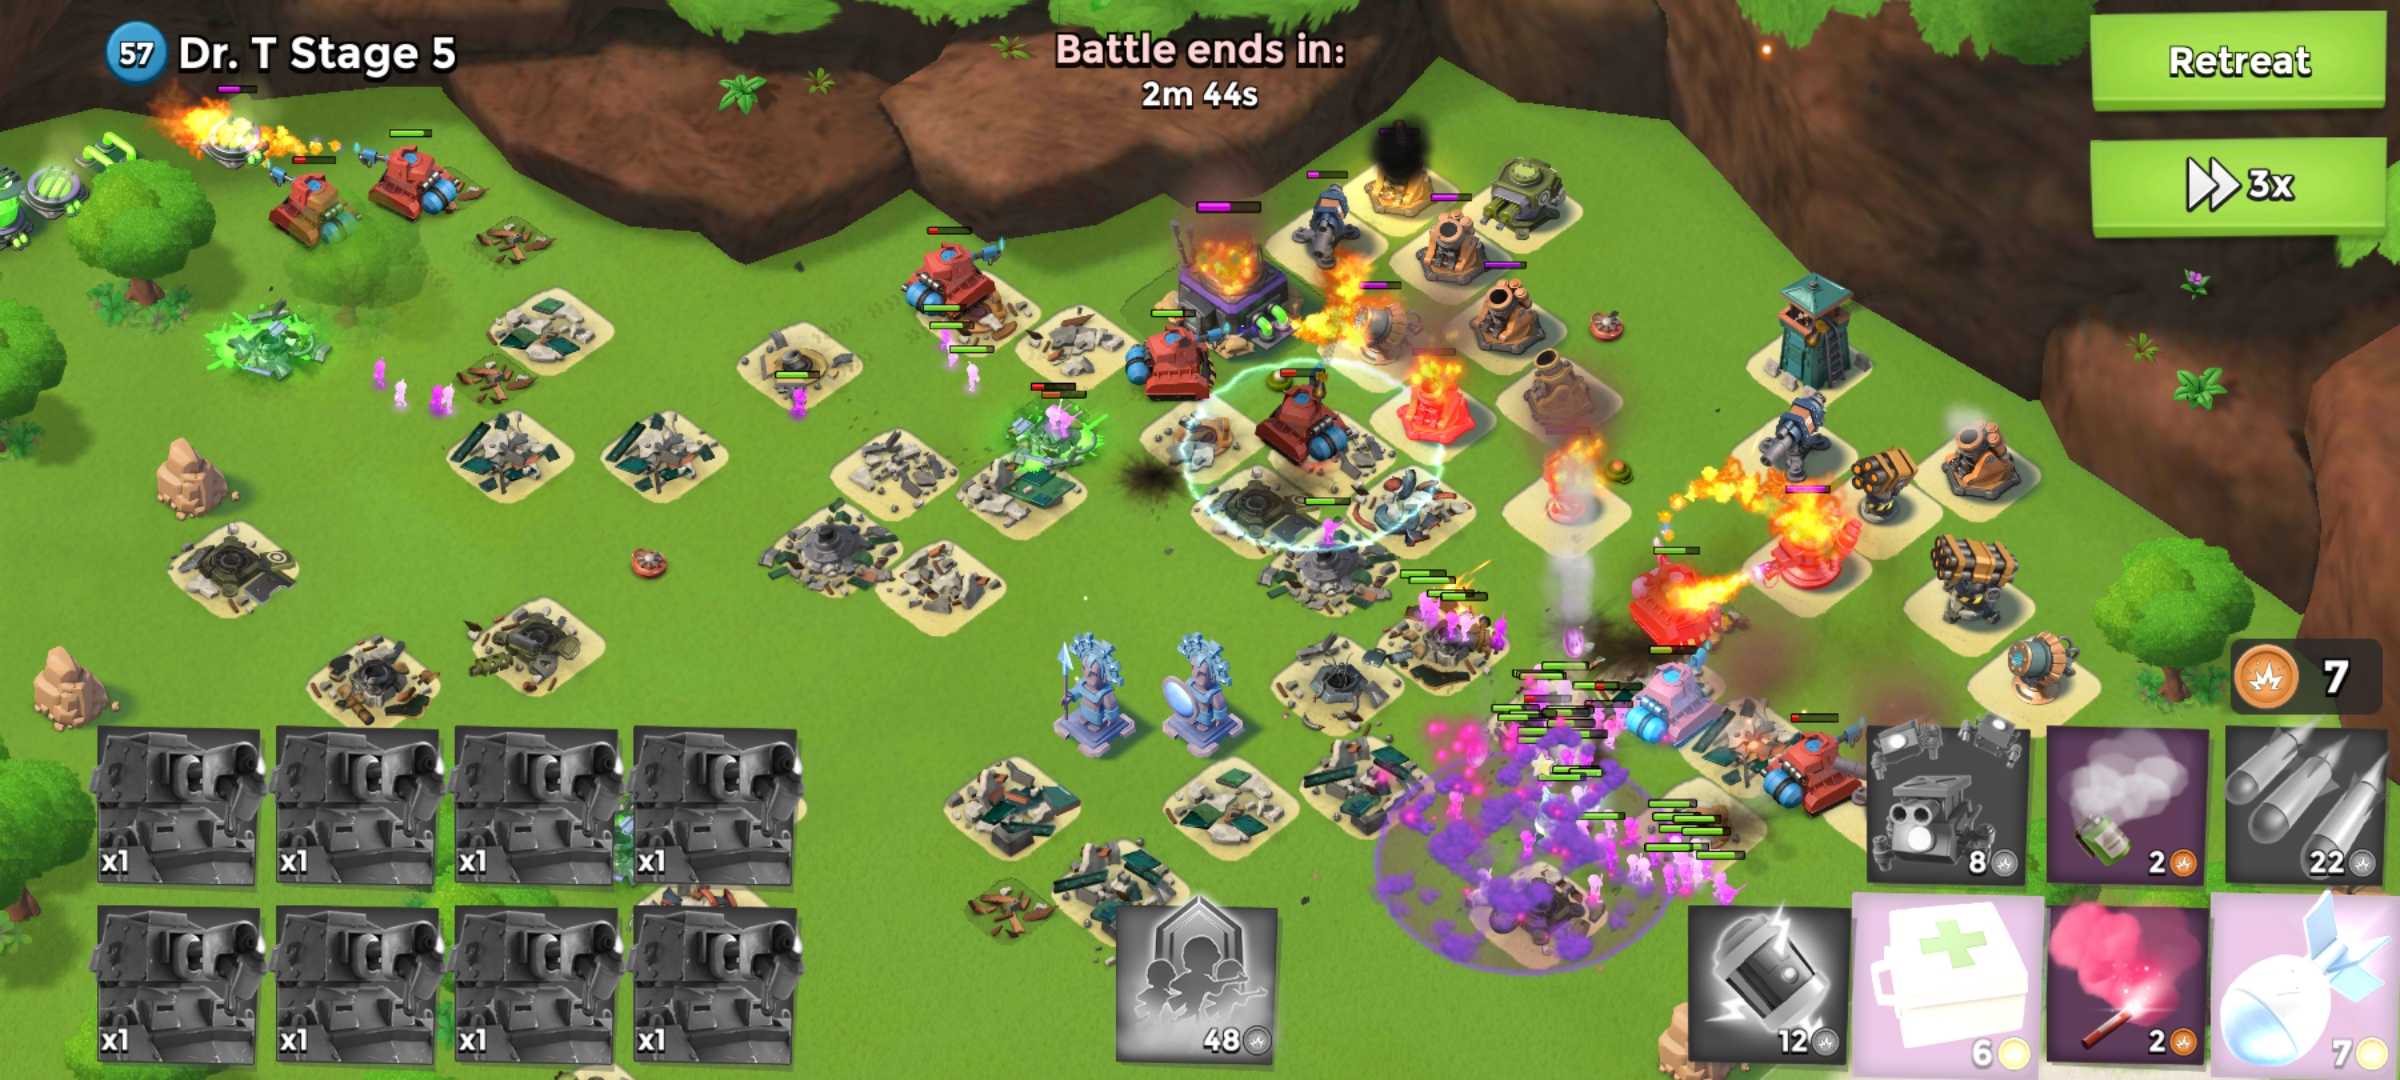 57 Dr. T Stage 5
Battle ends in:
2m 44s
Retreat
3x
7
x1 x1 x1 x1
8 2 22
x1 x1 x1 x1
48 12 6 2 7